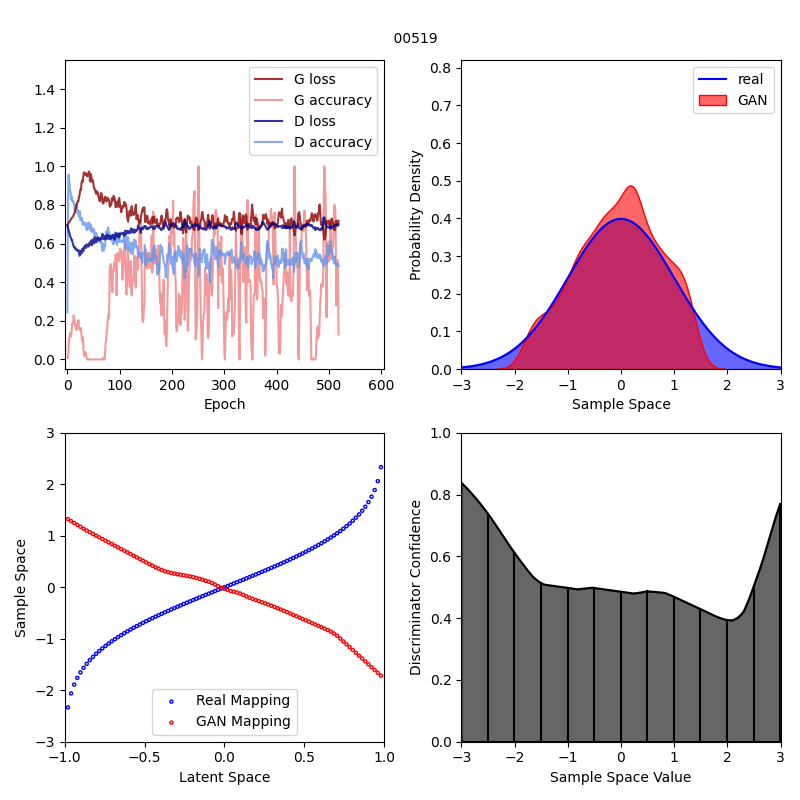 00519
G loss
G accuracy
D loss
D accuracy
1.4
1.2
1.0
0.8
0.6
0.4
0.2
0.0
0 100 200 300 400 500 600
Epoch
real
GAN
Probability Density
0.8
0.7
0.6
0.5
0.4
0.3
0.2
0.1
0.0
−3 −2 −1 0 1 2 3
Sample Space
Sample Space
3
2
1
0
−1
−2
−3
Real Mapping
GAN Mapping
−1.0 −0.5 0.0 0.5 1.0
Latent Space
Discriminator Confidence
1.0
0.8
0.6
0.4
0.2
0.0
−3 −2 −1 0 1 2 3
Sample Space Value